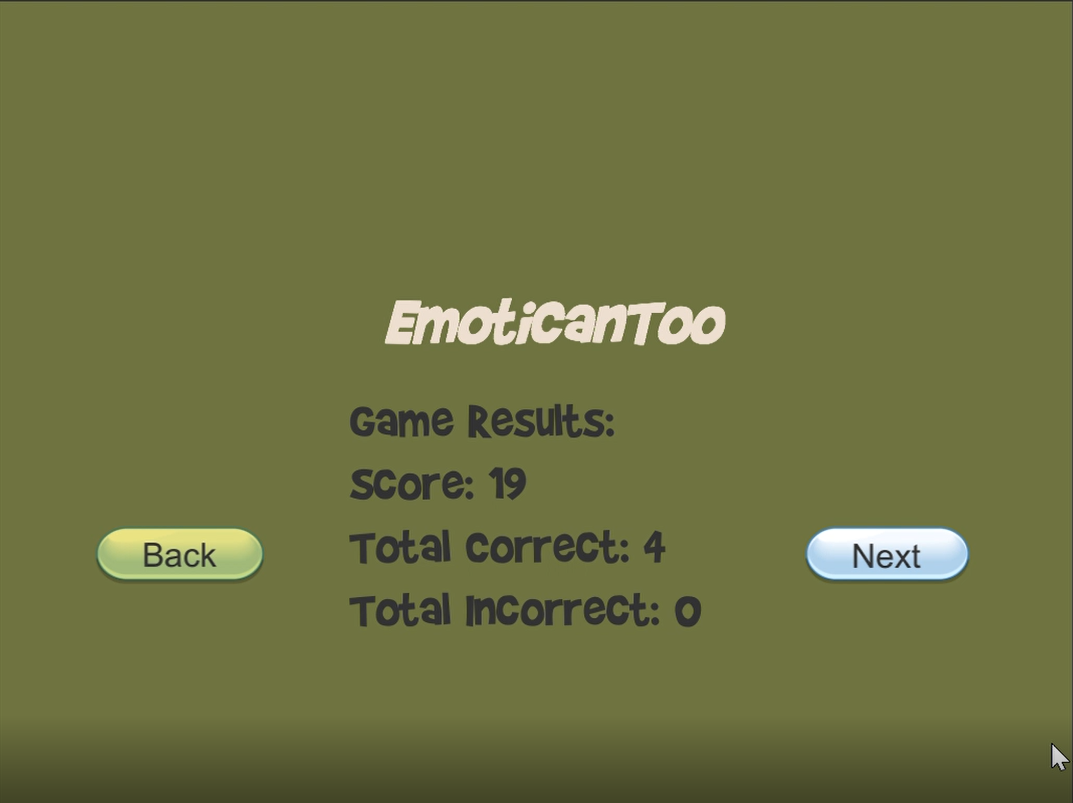 EmotiCanToo
Game Results:
Score: 19
Total Correct: 4
Total Incorrect: 0
Back
Next